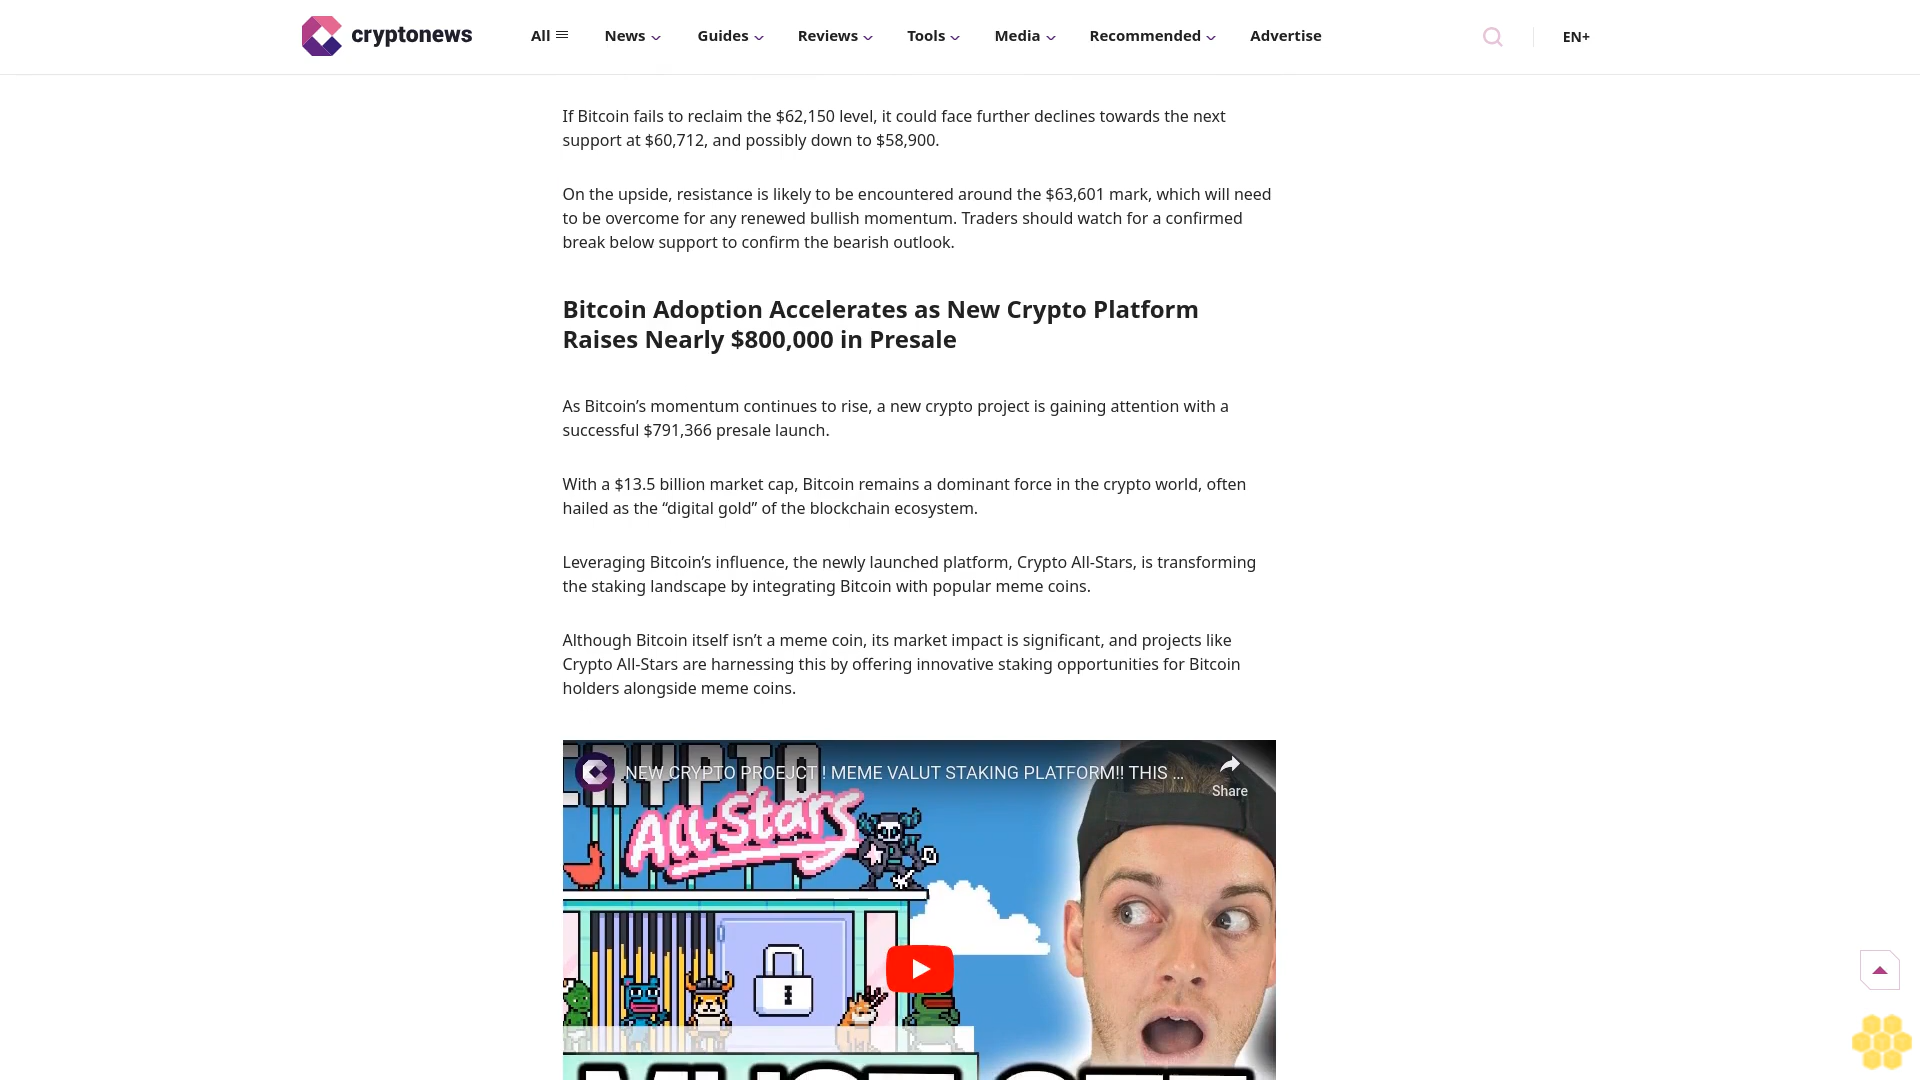 cryptonews
All
News
Guides
Reviews
Tools
Media
Recommended
Advertise
EN+
If Bitcoin fails to reclaim the $62,150 level, it could face further declines towards the next
support at $60,712, and possibly down to $58,900.
On the upside, resistance is likely to be encountered around the $63,601 mark, which will need
to be overcome for any renewed bullish momentum. Traders should watch for a confirmed
break below support to confirm the bearish outlook.
Bitcoin Adoption Accelerates as New Crypto Platform
Raises Nearly $800,000 in Presale
As Bitcoin’s momentum continues to rise, a new crypto project is gaining attention with a
successful $791,366 presale launch.
With a $13.5 billion market cap, Bitcoin remains a dominant force in the crypto world, often
hailed as the “digital gold” of the blockchain ecosystem.
Leveraging Bitcoin’s influence, the newly launched platform, Crypto All-Stars, is transforming
the staking landscape by integrating Bitcoin with popular meme coins.
Although Bitcoin itself isn’t a meme coin, its market impact is significant, and projects like
Crypto All-Stars are harnessing this by offering innovative staking opportunities for Bitcoin
holders alongside meme coins.
CRYPTO
NEW CRYPTO PROEJCT ! MEME VALUT STAKING PLATFORM!! THIS ...
Share
All-Stars